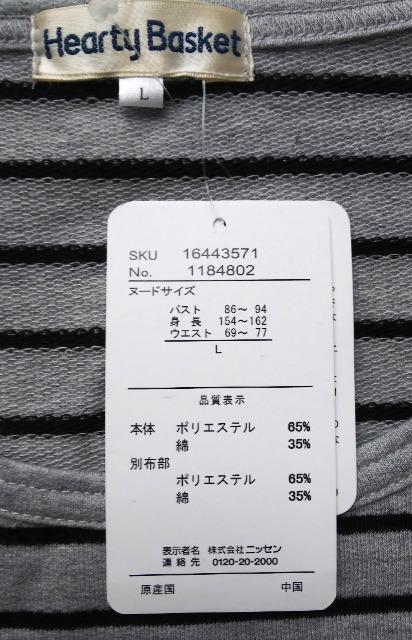 Hearty Basket
L
SKU 16443571
No. 1184802
ヌードサイズ
バスト 86〜 94
身長 154〜162
ウエスト 69〜 77
L
品質表示
本体 ポリエステル 65%
綿 35%
別布部
ポリエステル 65%
綿 35%
表示者名 株式会社ニッセン
連絡先 0120-20-2000
原産国 中国